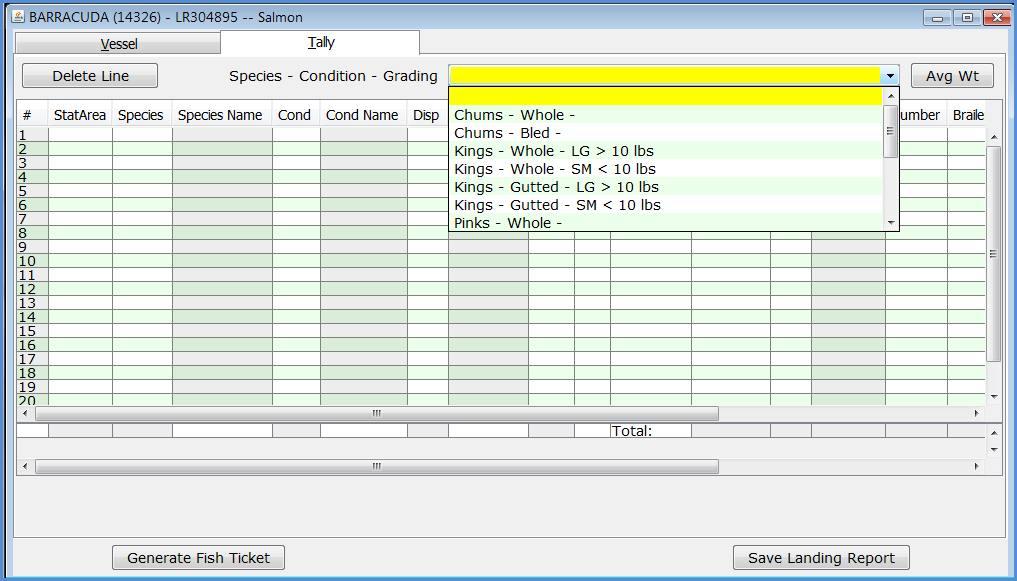 BARRACUDA (14326) - LR304895 -- Salmon
Vessel Tally
Delete Line Species - Condition - Grading Avg Wt
# StatArea Species Species Name Cond Cond Name Disp umber Braile
Chums - Whole -
Chums - Bled -
Kings - Whole - LG > 10 lbs
Kings - Whole - SM < 10 lbs
Kings - Gutted - LG > 10 lbs
Kings - Gutted - SM < 10 lbs
Pinks - Whole -
1
2
3
4
5
6
7
8
9
10
11
12
13
14
15
16
17
18
19
20
Total:
Generate Fish Ticket Save Landing Report